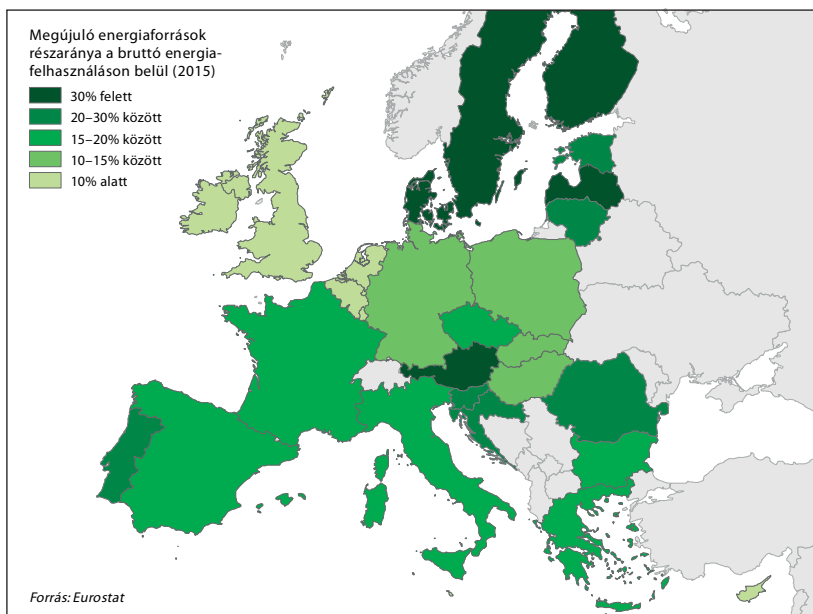 Megújuló energiaforrások
részaránya a bruttó energia-
felhasználáson belül (2015)
30% felett
20–30% között
15–20% között
10–15% között
10% alatt
Forrás: Eurostat